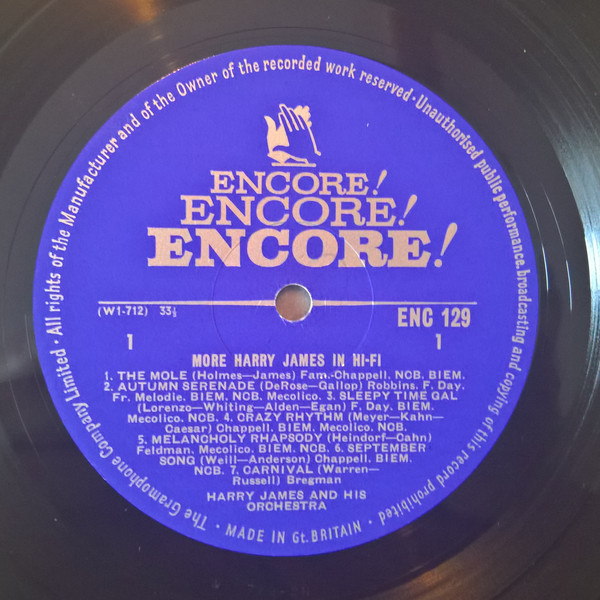 ENCORE!
ENCORE!
ENCORE!
(W1-712) 33⅓
ENC 129
1
1
MORE HARRY JAMES IN HI-FI
1. THE MOLE (Holmes—James) Fam.-Chappell. NCB. BIEM.
2. AUTUMN SERENADE (DeRose—Gallop) Robbins. F. Day.
Fr. Melodie. BIEM. NCB. Mecolico. 3. SLEEPY TIME GAL
(Lorenzo—Whiting—Alden—Egan) F. Day. BIEM.
Mecolico. NCB. 4. CRAZY RHYTHM (Meyer—Kahn—
Caesar) Chappell. BIEM. Mecolico. NCB.
5. MELANCHOLY RHAPSODY (Heindorf—Cahn)
Feldman. Mecolico. BIEM. NCB. 6. SEPTEMBER
SONG (Weill—Anderson) Chappell. BIEM.
NCB. 7. CARNIVAL (Warren—
Russell) Bregman
HARRY JAMES AND HIS
ORCHESTRA
The Gramophone Company Limited · All rights of the Manufacturer and of the Owner of the recorded work reserved · Unauthorised public performance, broadcasting and copying of this record prohibited ·
MADE IN Gt. BRITAIN ·